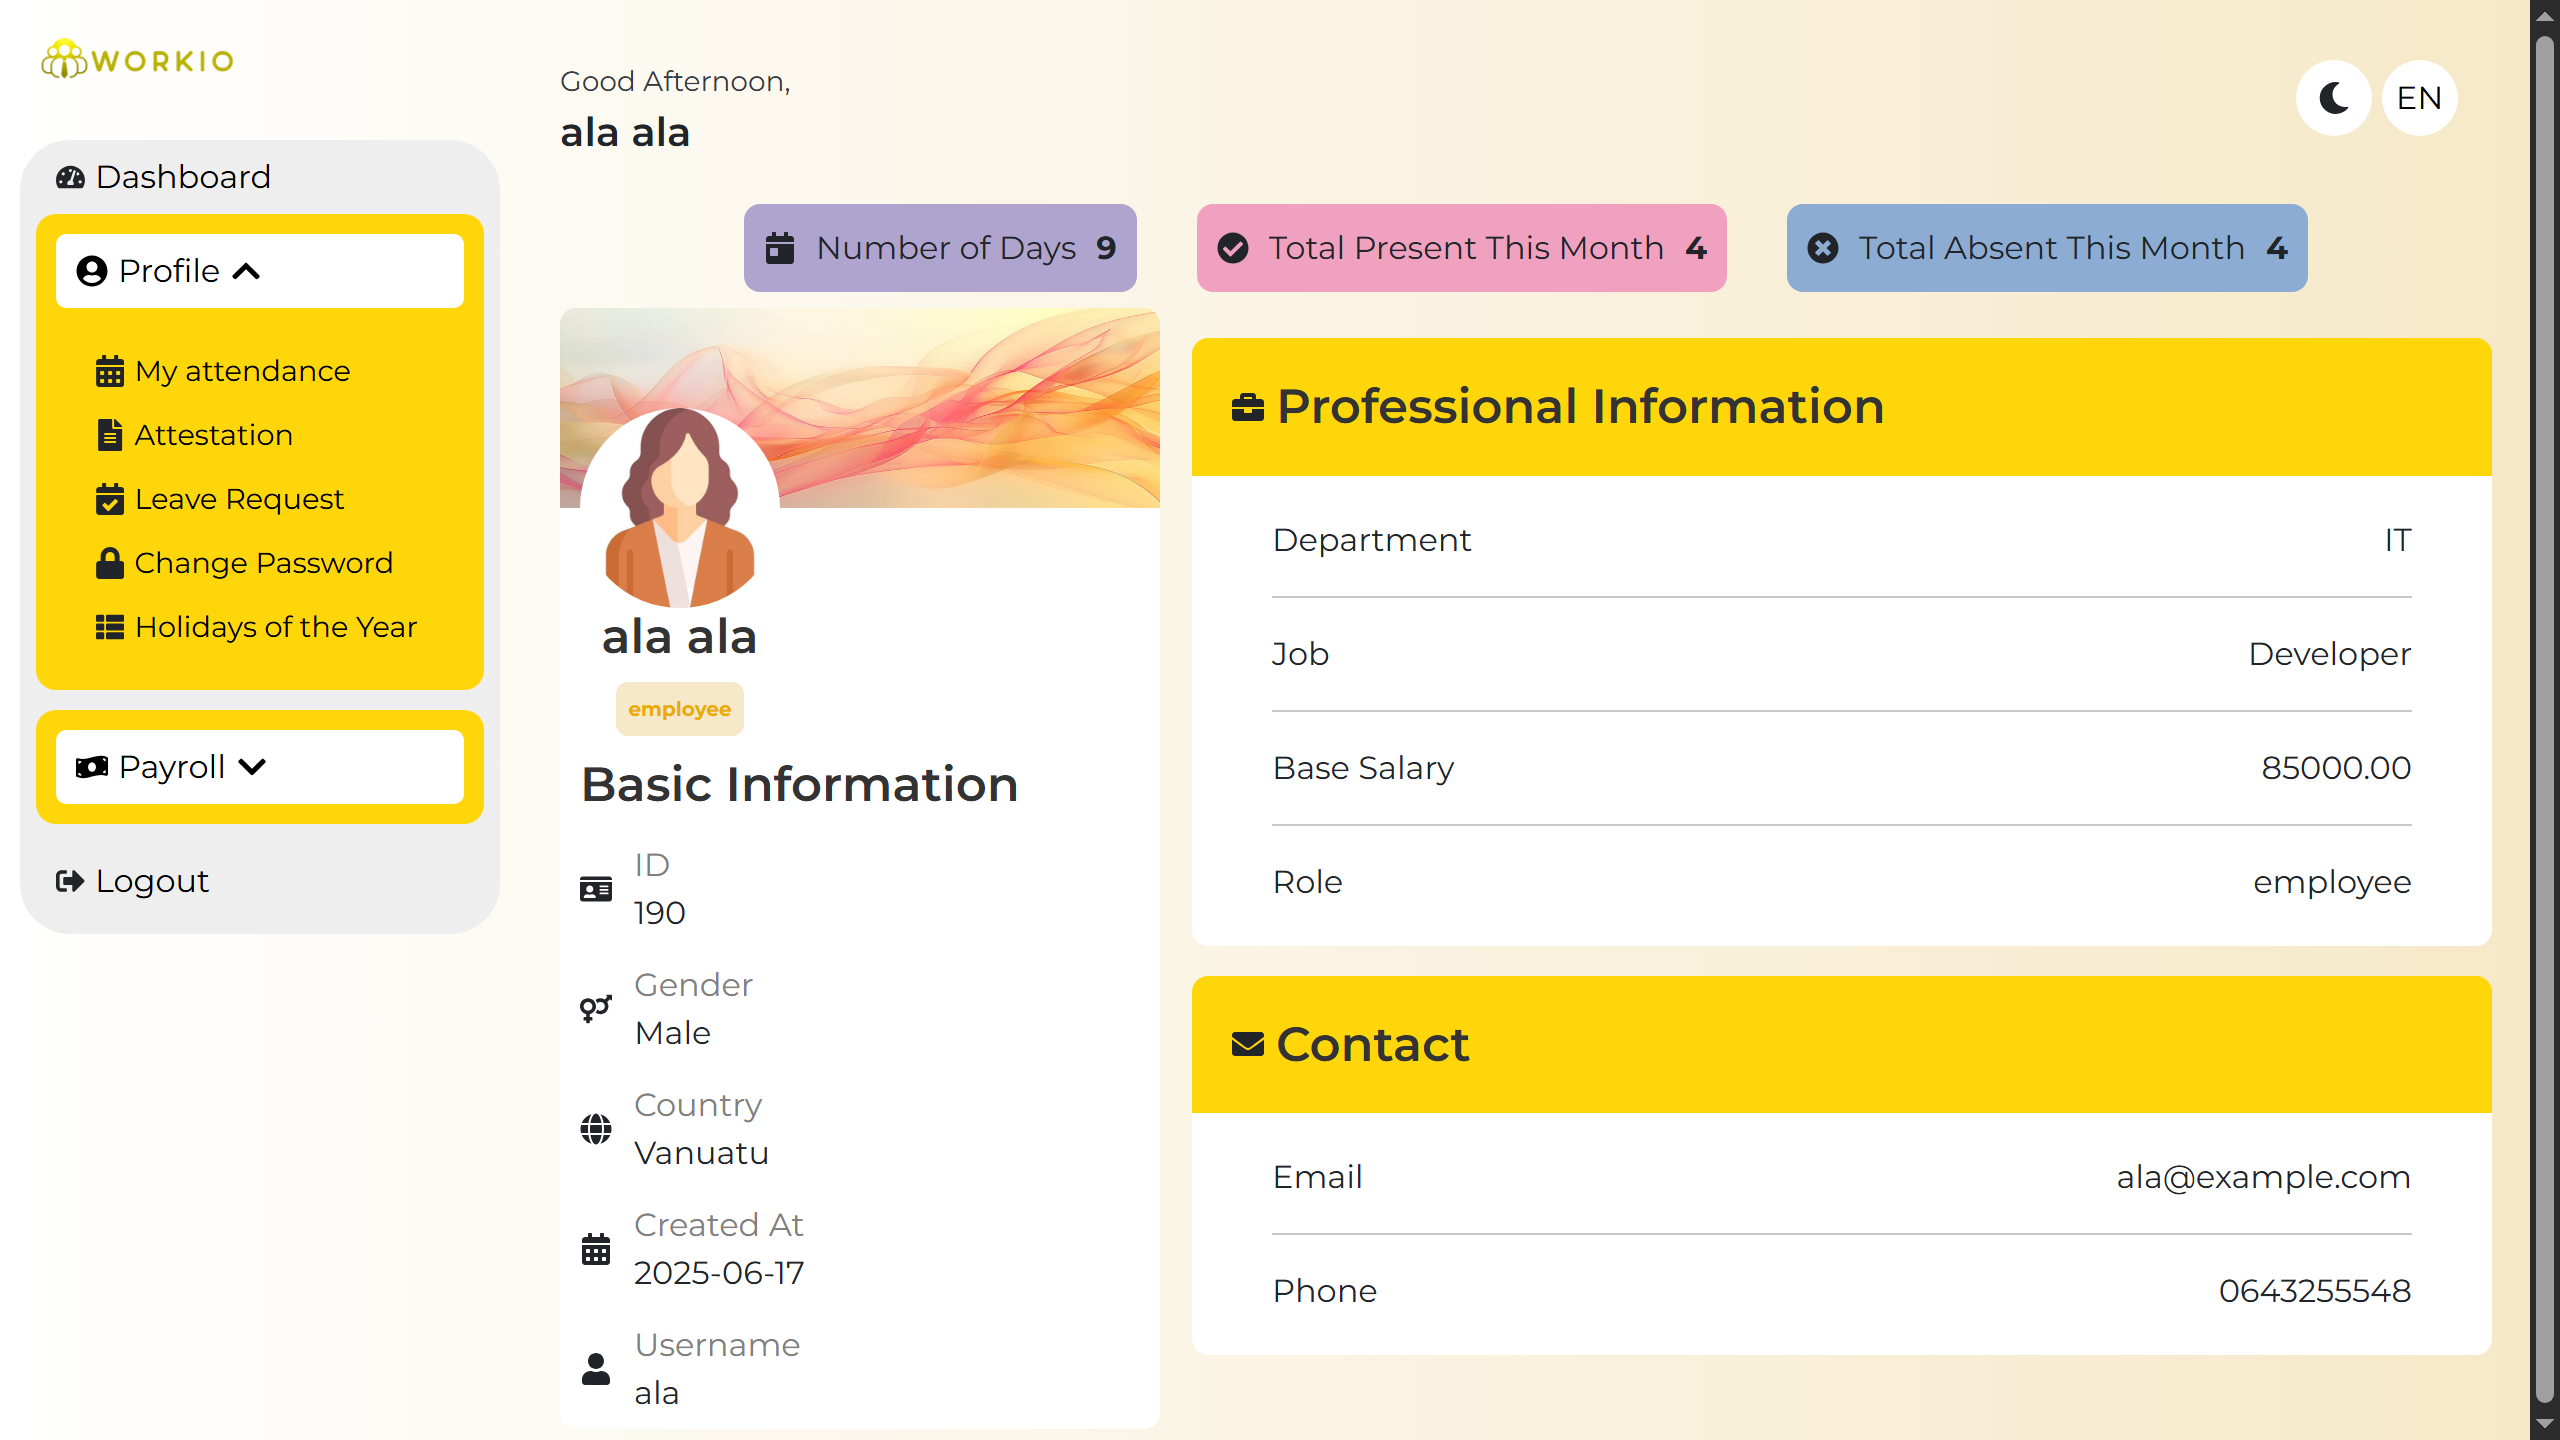 WORKIO
Dashboard
Profile
My attendance
Attestation
Leave Request
Change Password
Holidays of the Year
Payroll
Logout
Good Afternoon,
ala ala
EN
Number of Days 9
Total Present This Month 4
Total Absent This Month 4
ala ala
employee
Basic Information
ID
190
Gender
Male
Country
Vanuatu
Created At
2025-06-17
Username
ala
Professional Information
Department IT
Job Developer
Base Salary 85000.00
Role employee
Contact
Email ala@example.com
Phone 0643255548